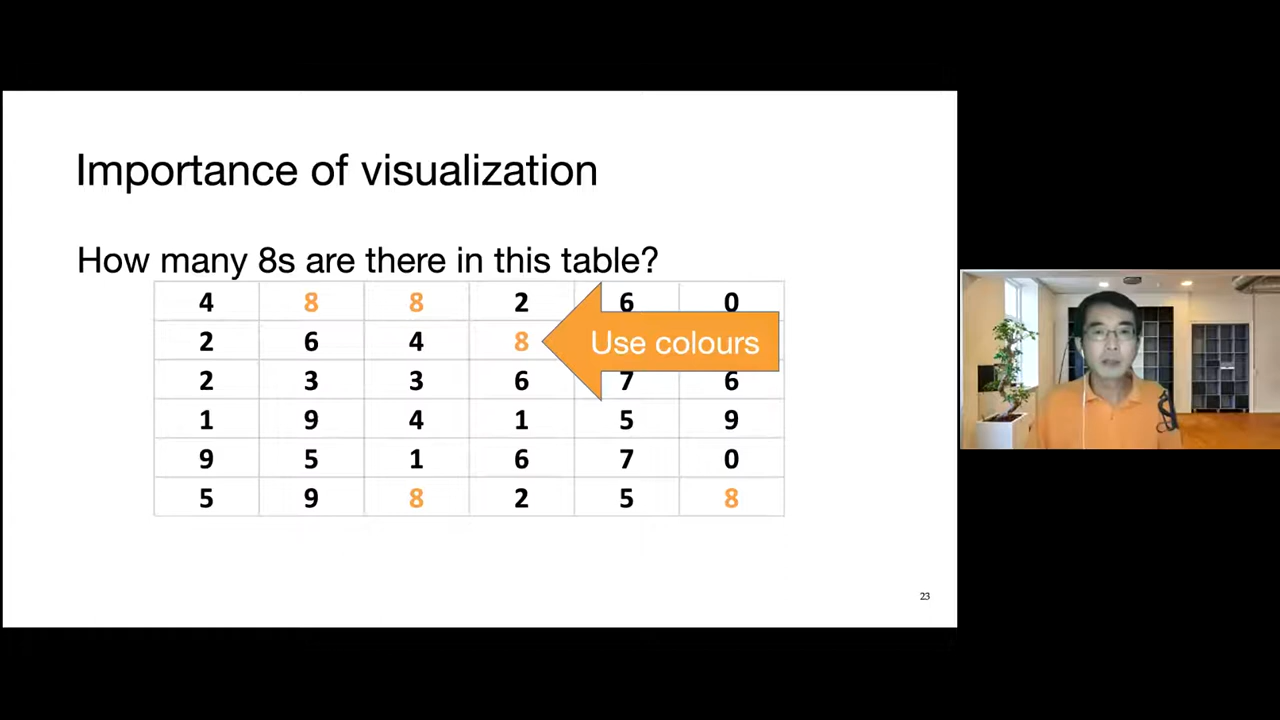 Importance of visualization
How many 8s are there in this table?
4 8 8 2 6 0
2 6 4 8 Use colours
2 3 3 6 7 6
1 9 4 1 5 9
9 5 1 6 7 0
5 9 8 2 5 8
23